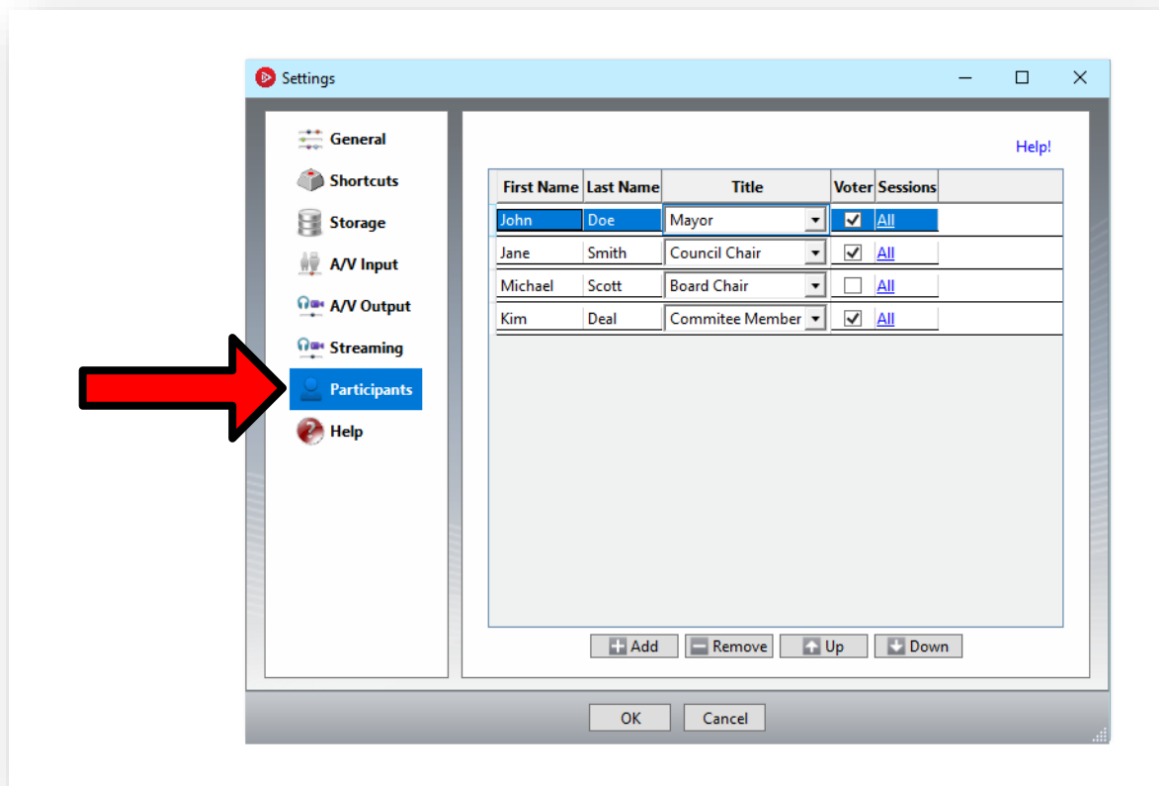 Settings
General
Shortcuts
Storage
A/V Input
A/V Output
Streaming
Participants
Help
Help!
First Name Last Name Title Voter Sessions
John Doe Mayor All
Jane Smith Council Chair All
Michael Scott Board Chair All
Kim Deal Commitee Member All
Add Remove Up Down
OK Cancel